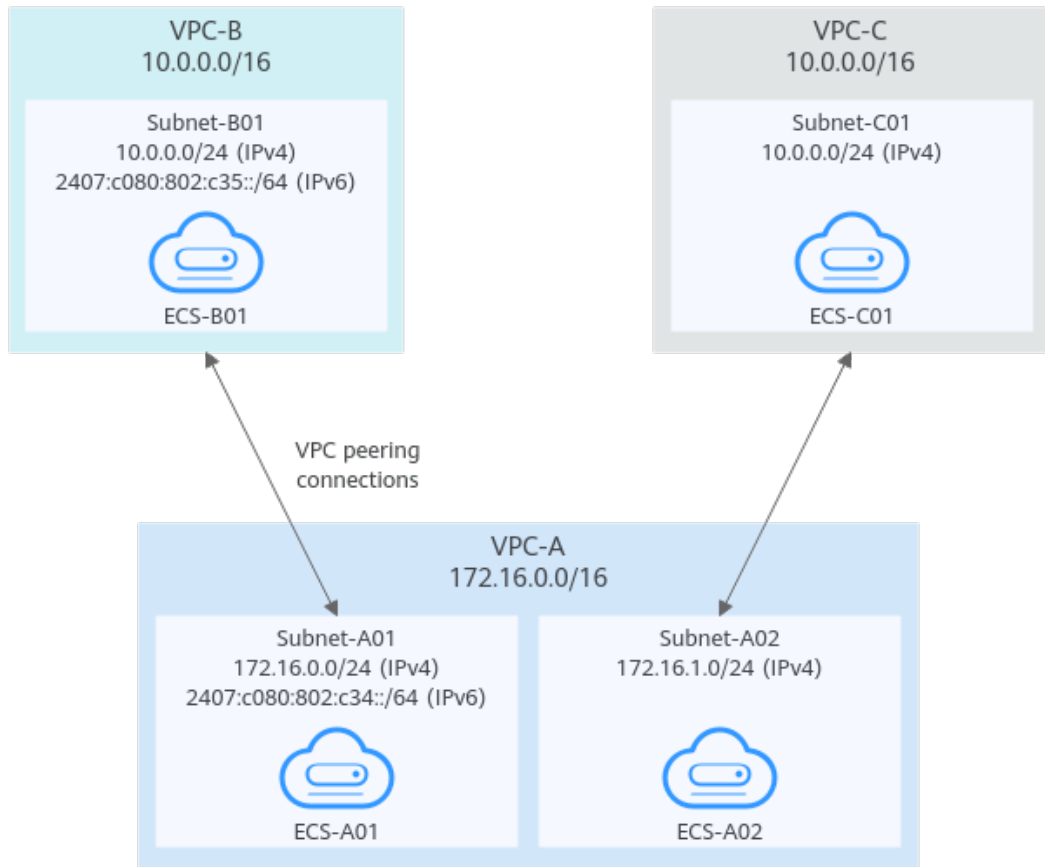 VPC-B
10.0.0.0/16
Subnet-B01
10.0.0.0/24 (IPv4)
2407:c080:802:c35::/64 (IPv6)
ECS-B01
VPC-C
10.0.0.0/16
Subnet-C01
10.0.0.0/24 (IPv4)
ECS-C01
VPC peering
connections
VPC-A
172.16.0.0/16
Subnet-A01
172.16.0.0/24 (IPv4)
2407:c080:802:c34::/64 (IPv6)
ECS-A01
Subnet-A02
172.16.1.0/24 (IPv4)
ECS-A02